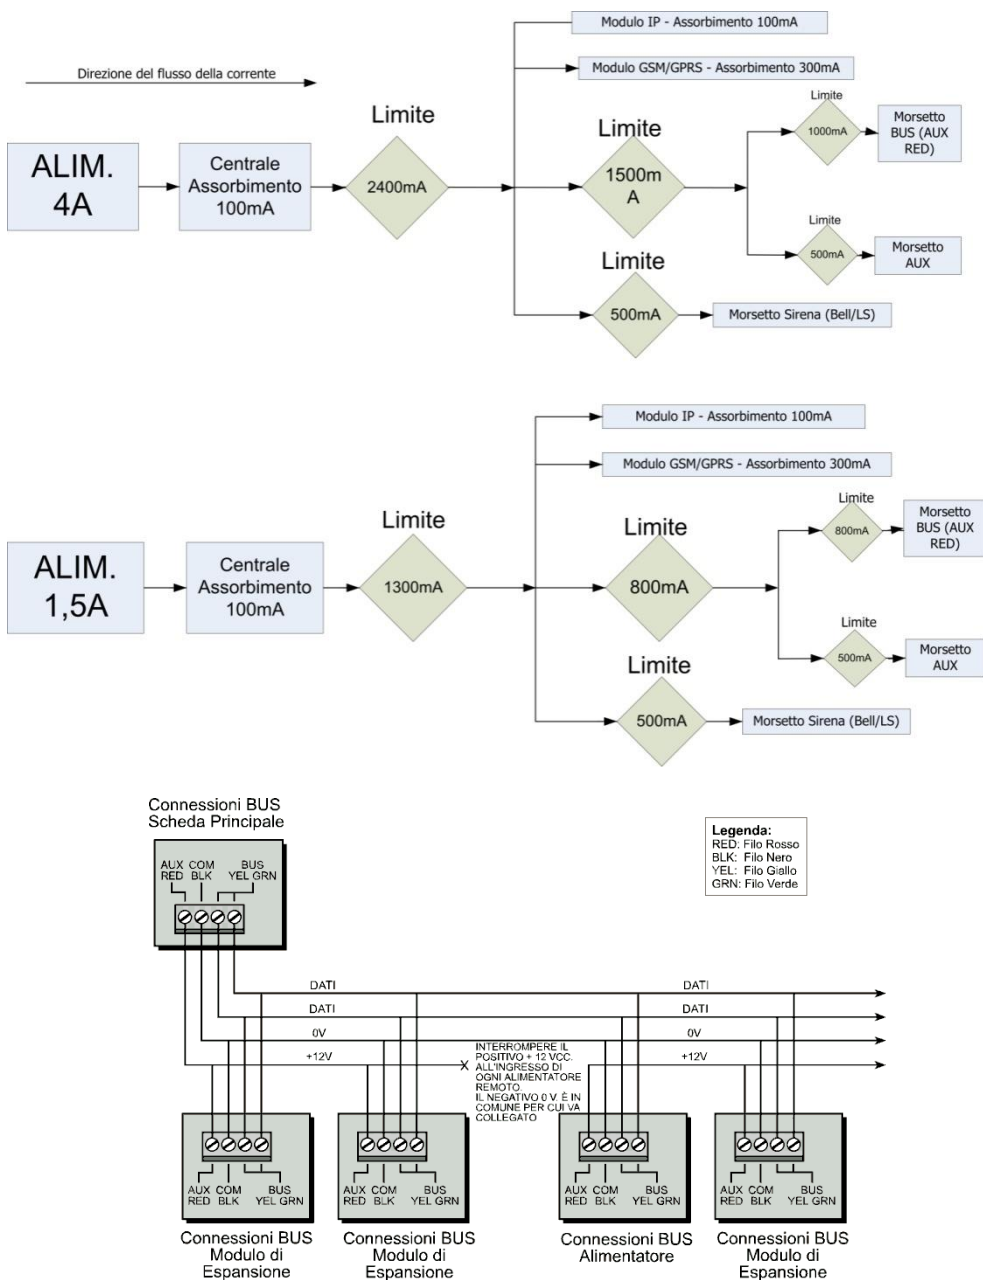 Modulo IP - Assorbimento 100mA
Direzione del flusso della corrente
Modulo GSM/GPRS - Assorbimento 300mA
Limite
Limite
Limite
ALIM.
4A
Centrale
Assorbimento
100mA
2400mA
1500m
A
1000mA
Morsetto
BUS (AUX
RED)
Limite
500mA
Morsetto
AUX
Limite
500mA
Morsetto Sirena (Bell/LS)
Modulo IP - Assorbimento 100mA
Modulo GSM/GPRS - Assorbimento 300mA
Limite
Limite
Limite
ALIM.
1,5A
Centrale
Assorbimento
100mA
1300mA
800mA
800mA
Morsetto
BUS (AUX
RED)
Limite
500mA
Morsetto
AUX
Limite
500mA
Morsetto Sirena (Bell/LS)
Connessioni BUS
Scheda Principale
AUX COM BUS
RED BLK YEL GRN
Legenda:
RED: Filo Rosso
BLK: Filo Nero
YEL: Filo Giallo
GRN: Filo Verde
DATI DATI
DATI DATI
0V 0V
+12V +12V
X
INTERROMPERE IL
POSITIVO + 12 VCC.
ALL'INGRESSO DI
OGNI ALIMENTATORE
REMOTO.
IL NEGATIVO 0 V. È IN
COMUNE PER CUI VA
COLLEGATO
AUX COM BUS
RED BLK YEL GRN
Connessioni BUS
Modulo di
Espansione
AUX COM BUS
RED BLK YEL GRN
Connessioni BUS
Modulo di
Espansione
AUX COM BUS
RED BLK YEL GRN
Connessioni BUS
Alimentatore
AUX COM BUS
RED BLK YEL GRN
Connessioni BUS
Modulo di
Espansione